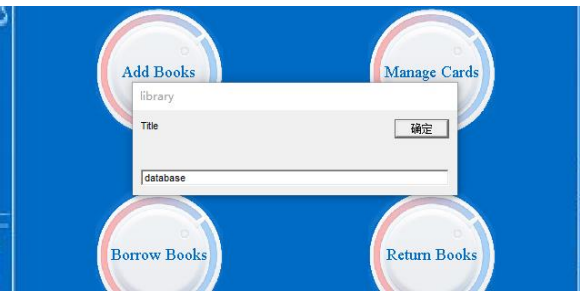 Add Books
Manage Cards
library
Title
确定
database
Borrow Books
Return Books